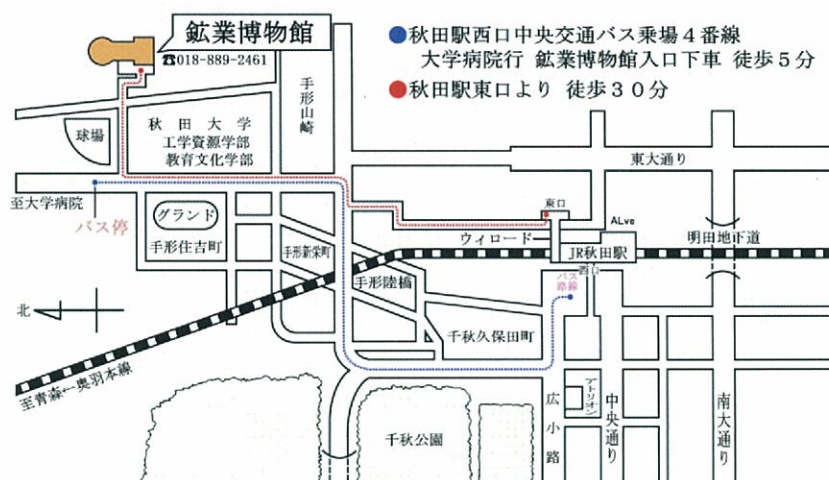 鉱業博物館
☎018-889-2461
●秋田駅西口中央交通バス乗場4番線
大学病院行 鉱業博物館入口下車 徒歩5分
●秋田駅東口より 徒歩30分
手形山崎
秋田大学
工学資源学部
教育文化学部
球場
東大通り
至大学病院
バス停
グランド
手形住吉町
手形新栄町
東口
ALve
ウィロード
JR秋田駅
明田地下道
西口
バス路線
手形陸橋
北
千秋久保田町
至青森←奥羽本線
千秋公園
広小路
アトリオン
中央通り
南大通り